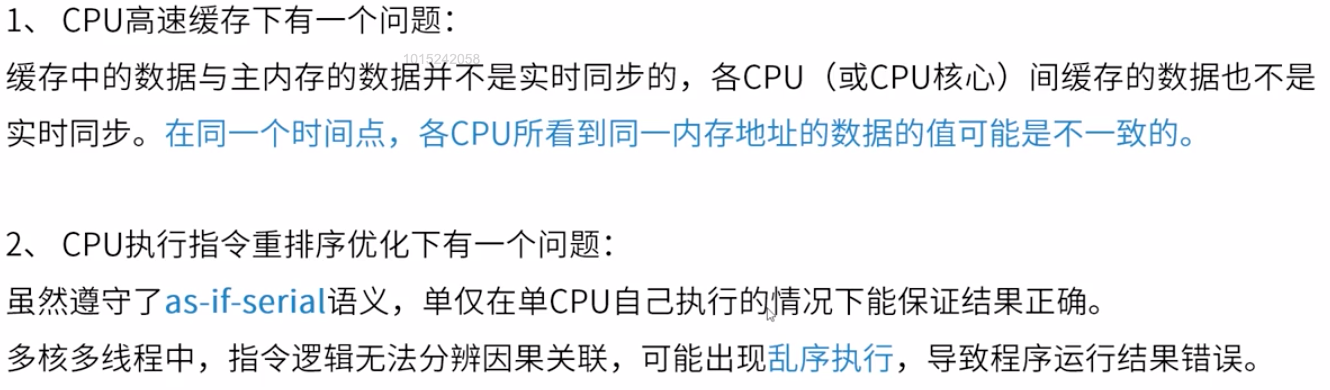 1、 CPU高速缓存下有一个问题：
1015242058
缓存中的数据与主内存的数据并不是实时同步的，各CPU（或CPU核心）间缓存的数据也不是
实时同步。在同一个时间点，各CPU所看到同一内存地址的数据的值可能是不一致的。
2、 CPU执行指令重排序优化下有一个问题：
虽然遵守了as-if-serial语义，单仅在单CPU自己执行的情况下能保证结果正确。
多核多线程中，指令逻辑无法分辨因果关联，可能出现乱序执行，导致程序运行结果错误。